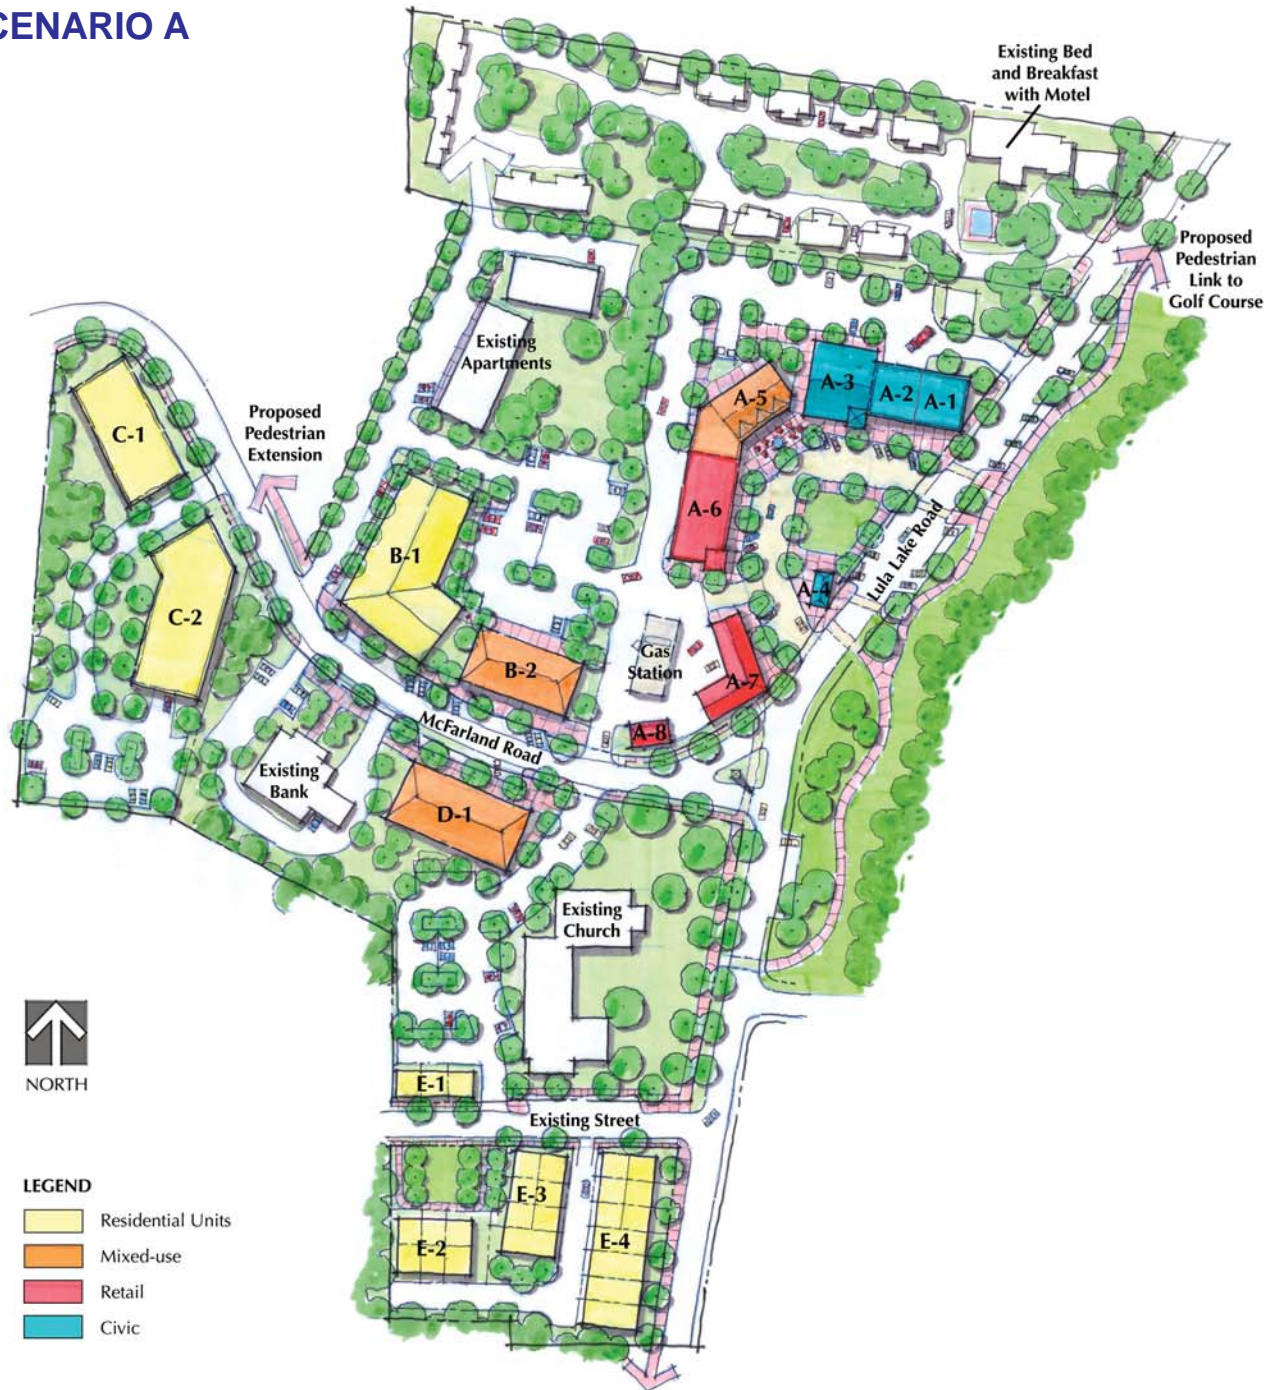 CENARIO A
Existing Bed
and Breakfast
with Motel
Proposed
Pedestrian
Link to
Golf Course
Existing
Apartments
Proposed
Pedestrian
Extension
A-3
A-2
A-1
A-5
A-6
A-4
Lula Lake Road
A-7
A-8
Gas
Station
C-1
C-2
B-1
B-2
McFarland Road
Existing
Bank
D-1
Existing
Church
NORTH
E-1
Existing Street
E-3
E-2
E-4
LEGEND
Residential Units
Mixed-use
Retail
Civic